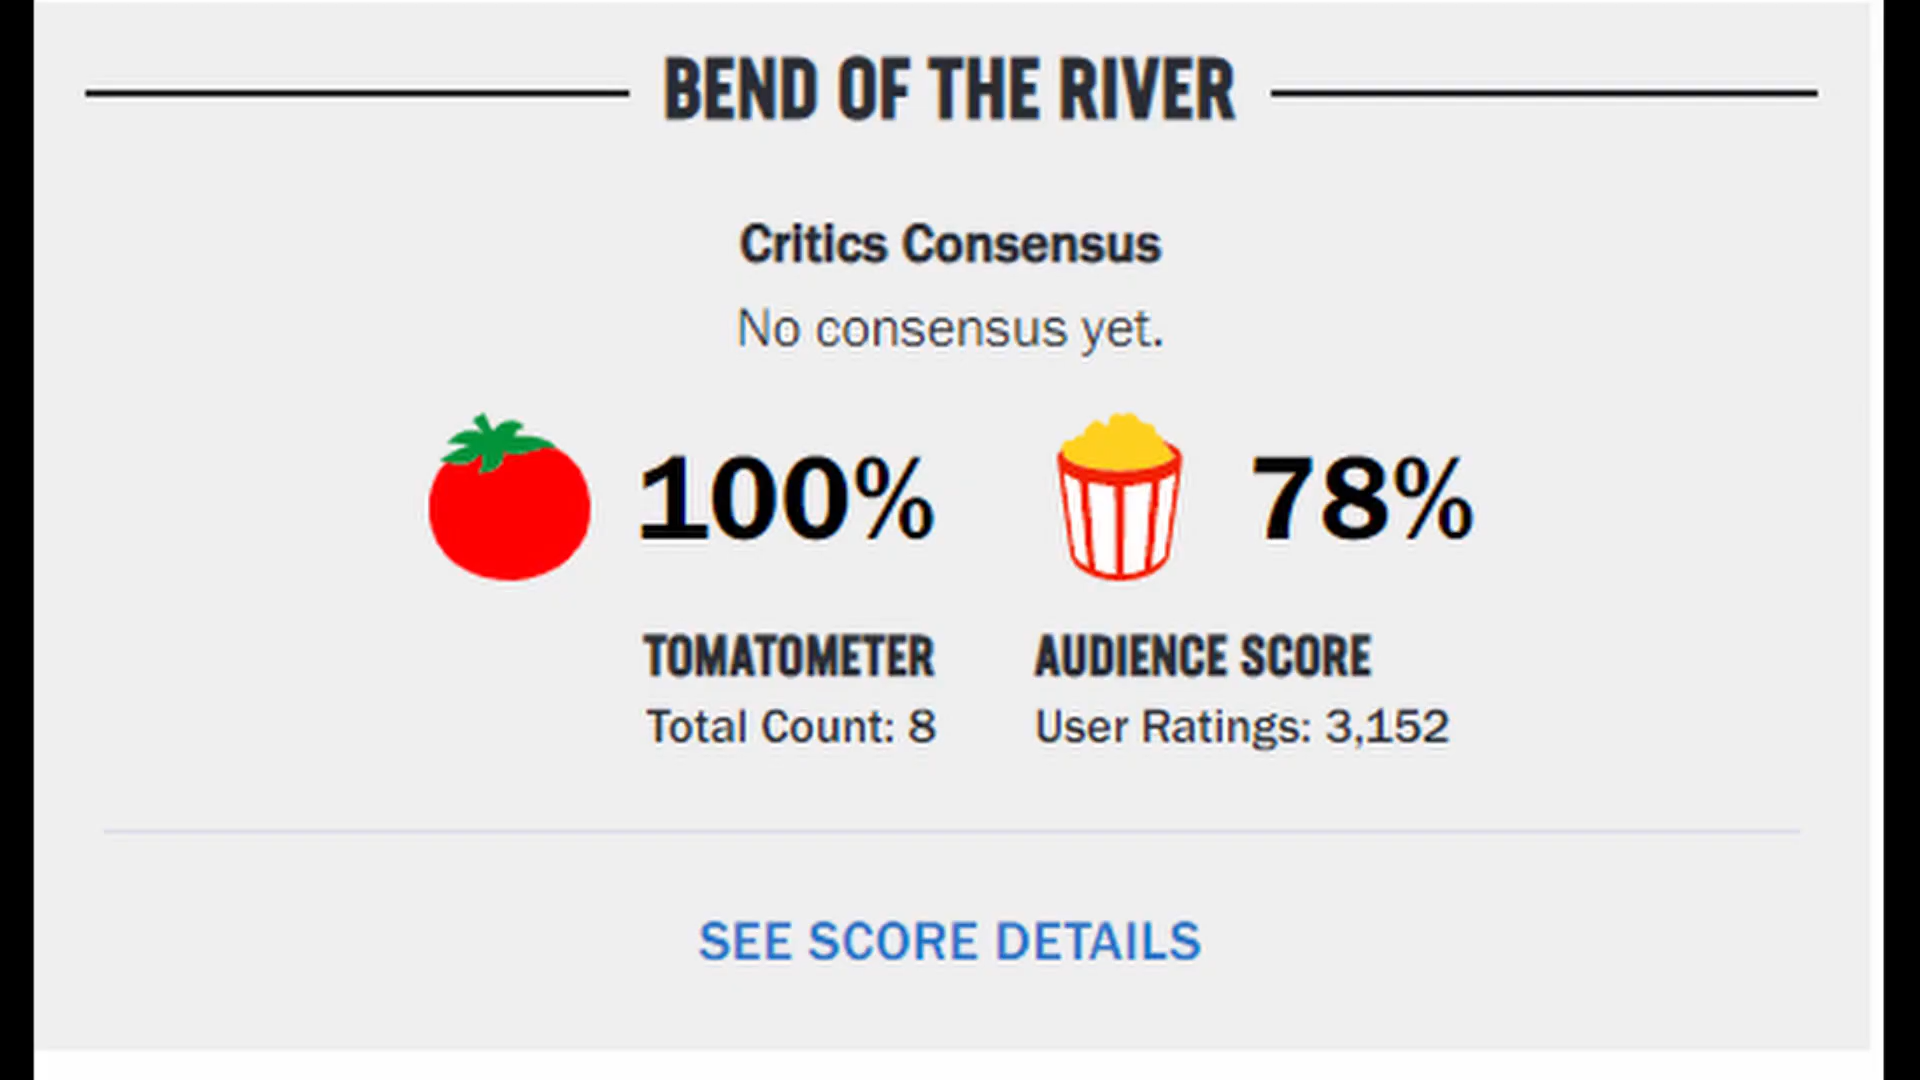 BEND OF THE RIVER
Critics Consensus
No consensus yet.
100% 78%
TOMATOMETER AUDIENCE SCORE
Total Count: 8 User Ratings: 3,152
SEE SCORE DETAILS